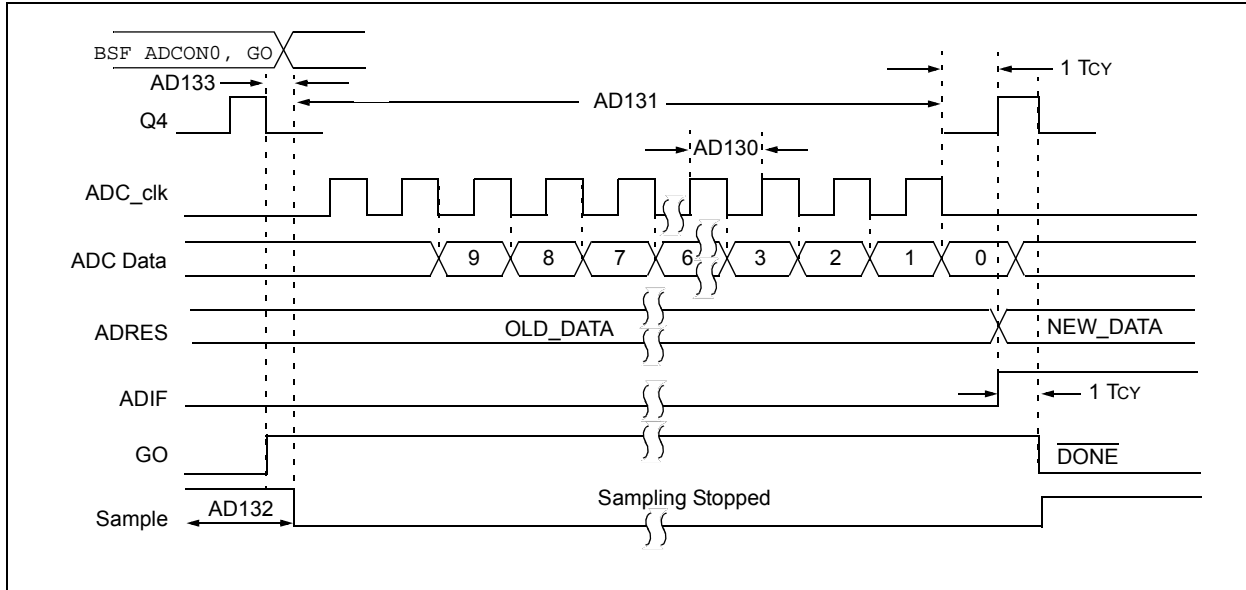 BSF ADCON0, GO
1 TCY
AD133
AD131
Q4
AD130
ADC_clk
ADC Data 9 8 7 6 3 2 1 0
ADRES OLD_DATA NEW_DATA
ADIF 1 TCY
GO DONE
Sampling Stopped
AD132
Sample